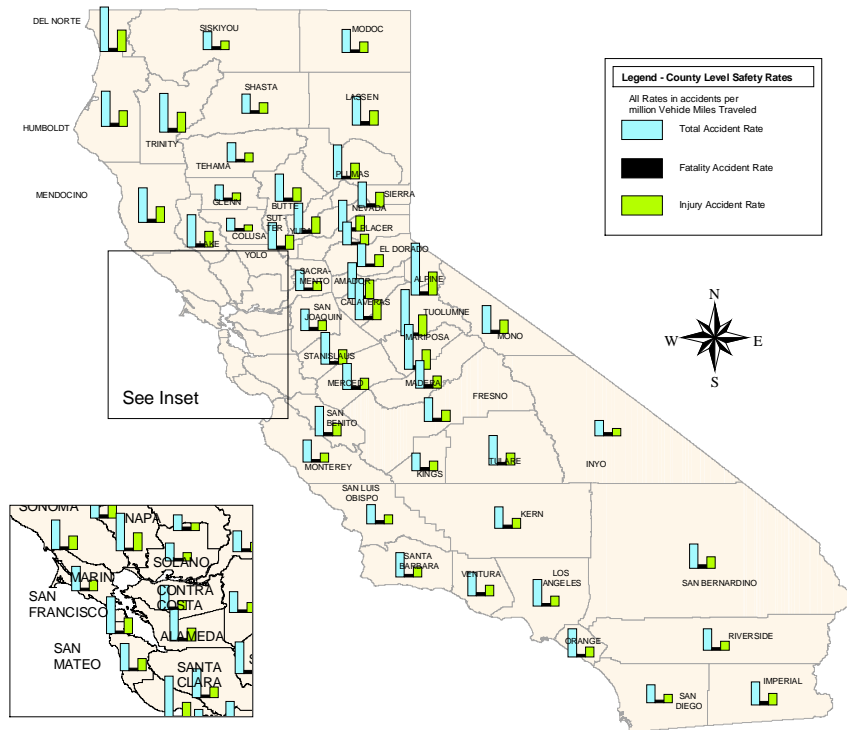 DEL NORTE
SISKIYOU
MODOC
Legend - County Level Safety Rates
All Rates in accidents per
million Vehicle Miles Traveled
Total Accident Rate
Fatality Accident Rate
Injury Accident Rate
SHASTA
LASSEN
HUMBOLDT
TRINITY
TEHAMA
PLUMAS
MENDOCINO
GLENN
BUTTE
SIERRA
NEVADA
SUT-
TER
YUBA
PLACER
COLUSA
LAKE
YOLO
EL DORADO
SACRA-
MENTO
AMADOR
ALPINE
CALAVERAS
SAN
JOAQUIN
TUOLUMNE
MONO
MARIPOSA
STANISLAUS
MERCED
MADERA
N
W
E
S
See Inset
FRESNO
SAN
BENITO
MONTEREY
KINGS
TULARE
INYO
SAN LUIS
OBISPO
KERN
SANTA
BARBARA
VENTURA
LOS
ANGELES
SAN BERNARDINO
ORANGE
RIVERSIDE
SAN
DIEGO
IMPERIAL
SONOMA
NAPA
SOLANO
MARIN
SAN
FRANCISCO
CONTRA
COSTA
ALAMEDA
SAN
MATEO
SANTA
CLARA